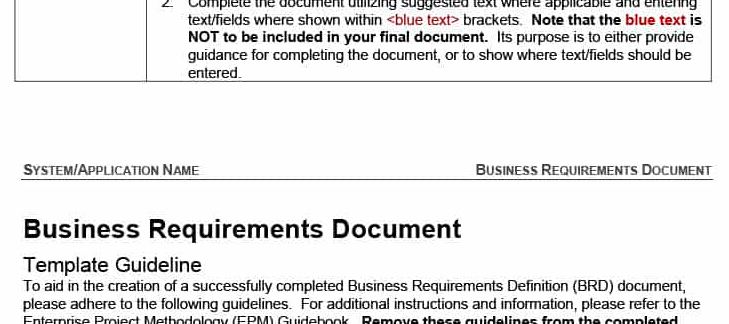 2. Complete the document utilizing suggested text where applicable and entering
text/fields where shown within <blue text> brackets. Note that the blue text is
NOT to be included in your final document. Its purpose is to either provide
guidance for completing the document, or to show where text/fields should be
entered.
SYSTEM/APPLICATION NAME BUSINESS REQUIREMENTS DOCUMENT
Business Requirements Document
Template Guideline
To aid in the creation of a successfully completed Business Requirements Definition (BRD) document,
please adhere to the following guidelines. For additional instructions and information, please refer to the
Enterprise Project Methodology (EPM) Guidebook. Remove these guidelines from the completed